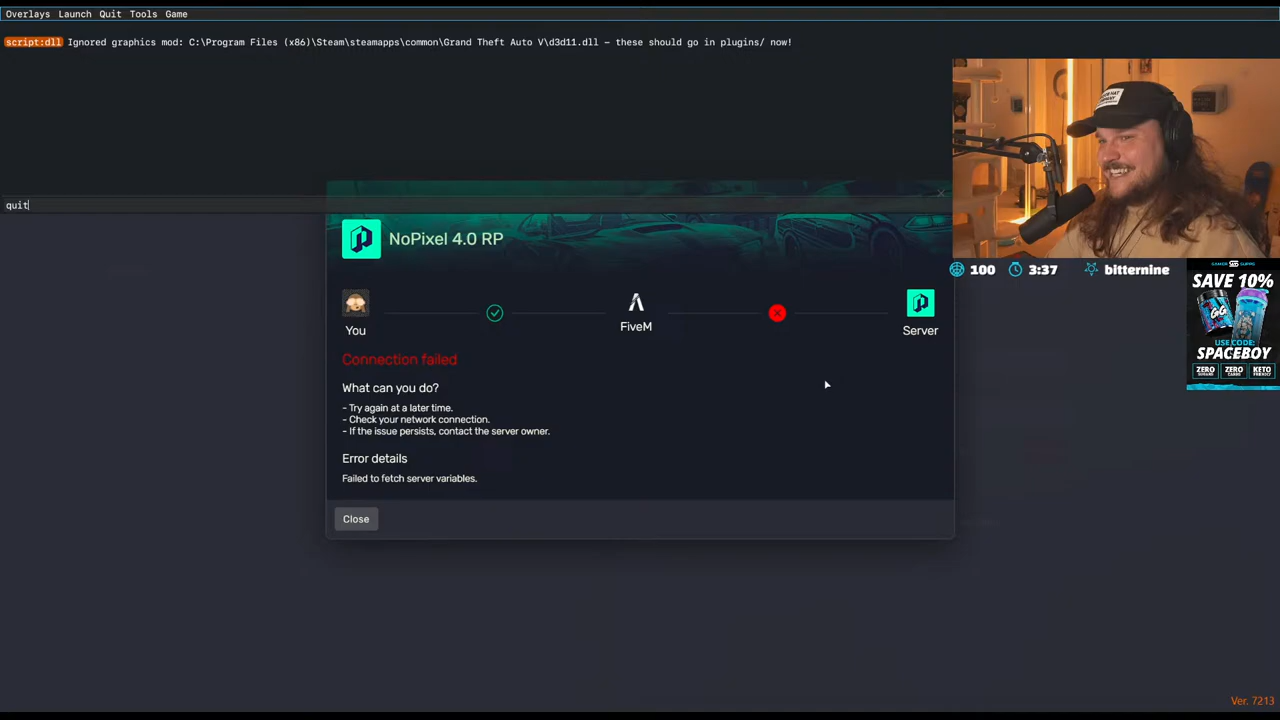 Overlays Launch Quit Tools Game
script:dll Ignored graphics mod: C:\Program Files (x86)\Steam\steamapps\common\Grand Theft Auto V\d3d11.dll - these should go in plugins/ now!
quit
NoPixel 4.0 RP
You
FiveM
Server
Connection failed
What can you do?
- Try again at a later time.
- Check your network connection.
- If the issue persists, contact the server owner.
Error details
Failed to fetch server variables.
Close
100 3:37 bitternine
SAVE 10%
USE CODE:
SPACEBOY
Ver. 7213